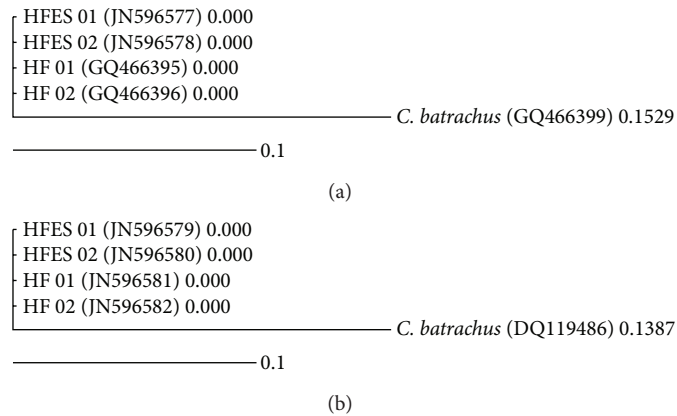 HFES 01 (JN596577) 0.000
HFES 02 (JN596578) 0.000
HF 01 (GQ466395) 0.000
HF 02 (GQ466396) 0.000
C. batrachus (GQ466399) 0.1529
0.1
(a)
HFES 01 (JN596579) 0.000
HFES 02 (JN596580) 0.000
HF 01 (JN596581) 0.000
HF 02 (JN596582) 0.000
C. batrachus (DQ119486) 0.1387
0.1
(b)